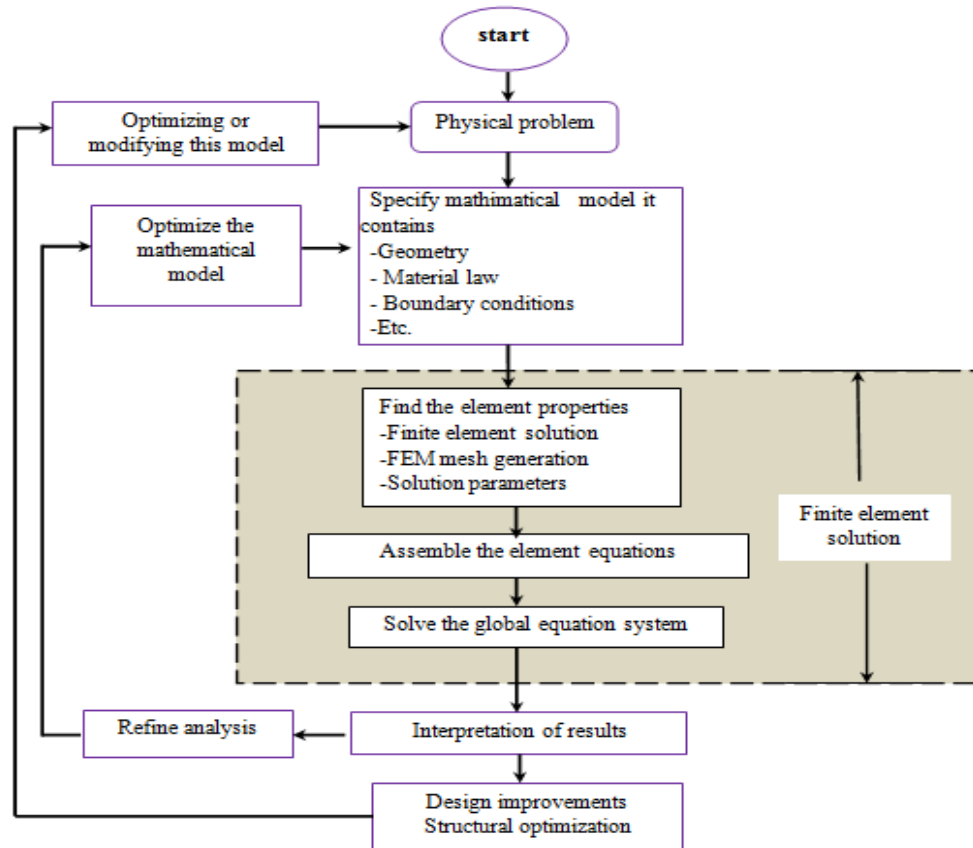 start
Optimizing or
modifying this model
Physical problem
Optimize the
mathematical
model
Specify mathimatical model it
contains
-Geometry
- Material law
- Boundary conditions
-Etc.
Find the element properties
-Finite element solution
-FEM mesh generation
-Solution parameters
Finite element
solution
Assemble the element equations
Solve the global equation system
Refine analysis
Interpretation of results
Design improvements
Structural optimization